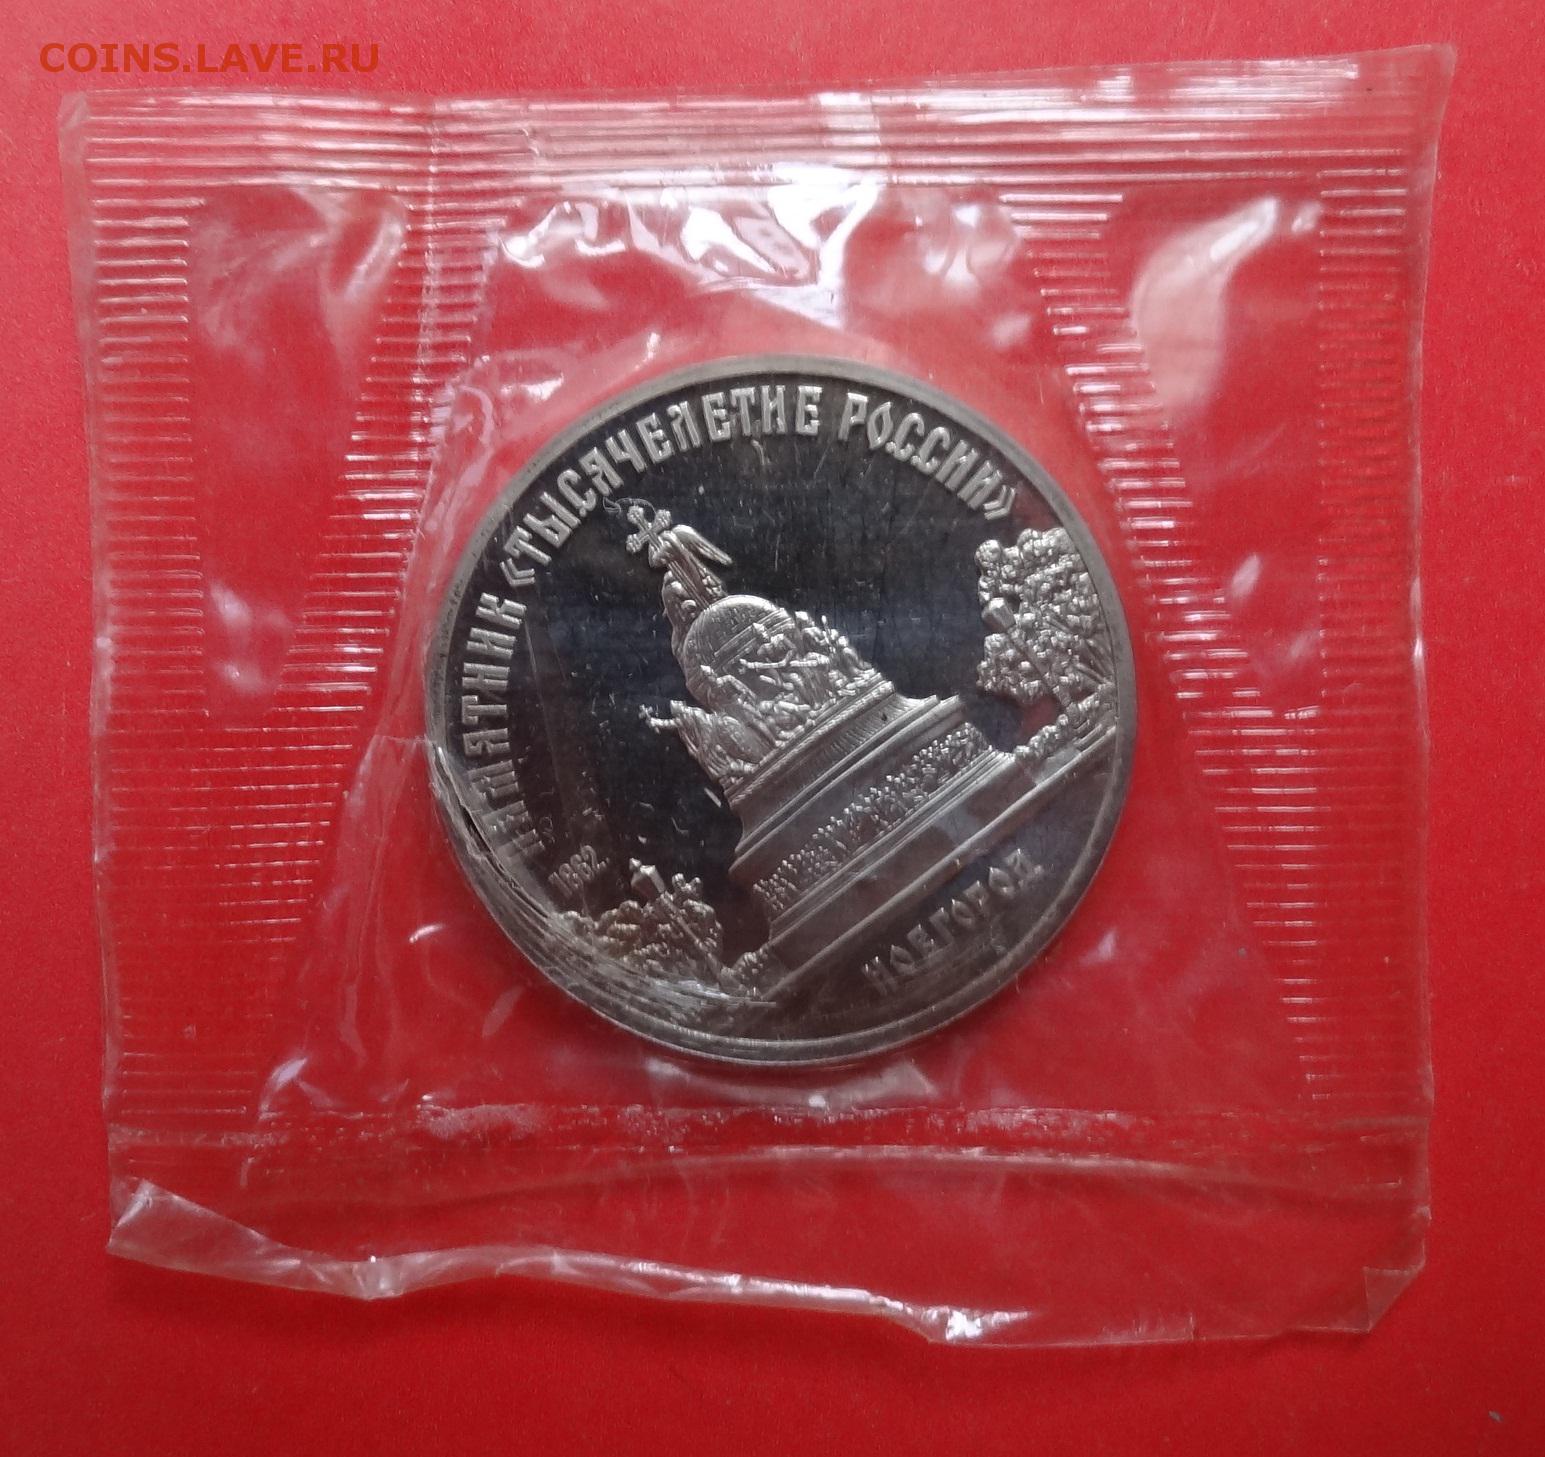 COINS.LAVE.RU
ПАМЯТНИК «ТЫСЯЧЕЛЕТИЕ РОССИИ»
1862
НОВГОРОД